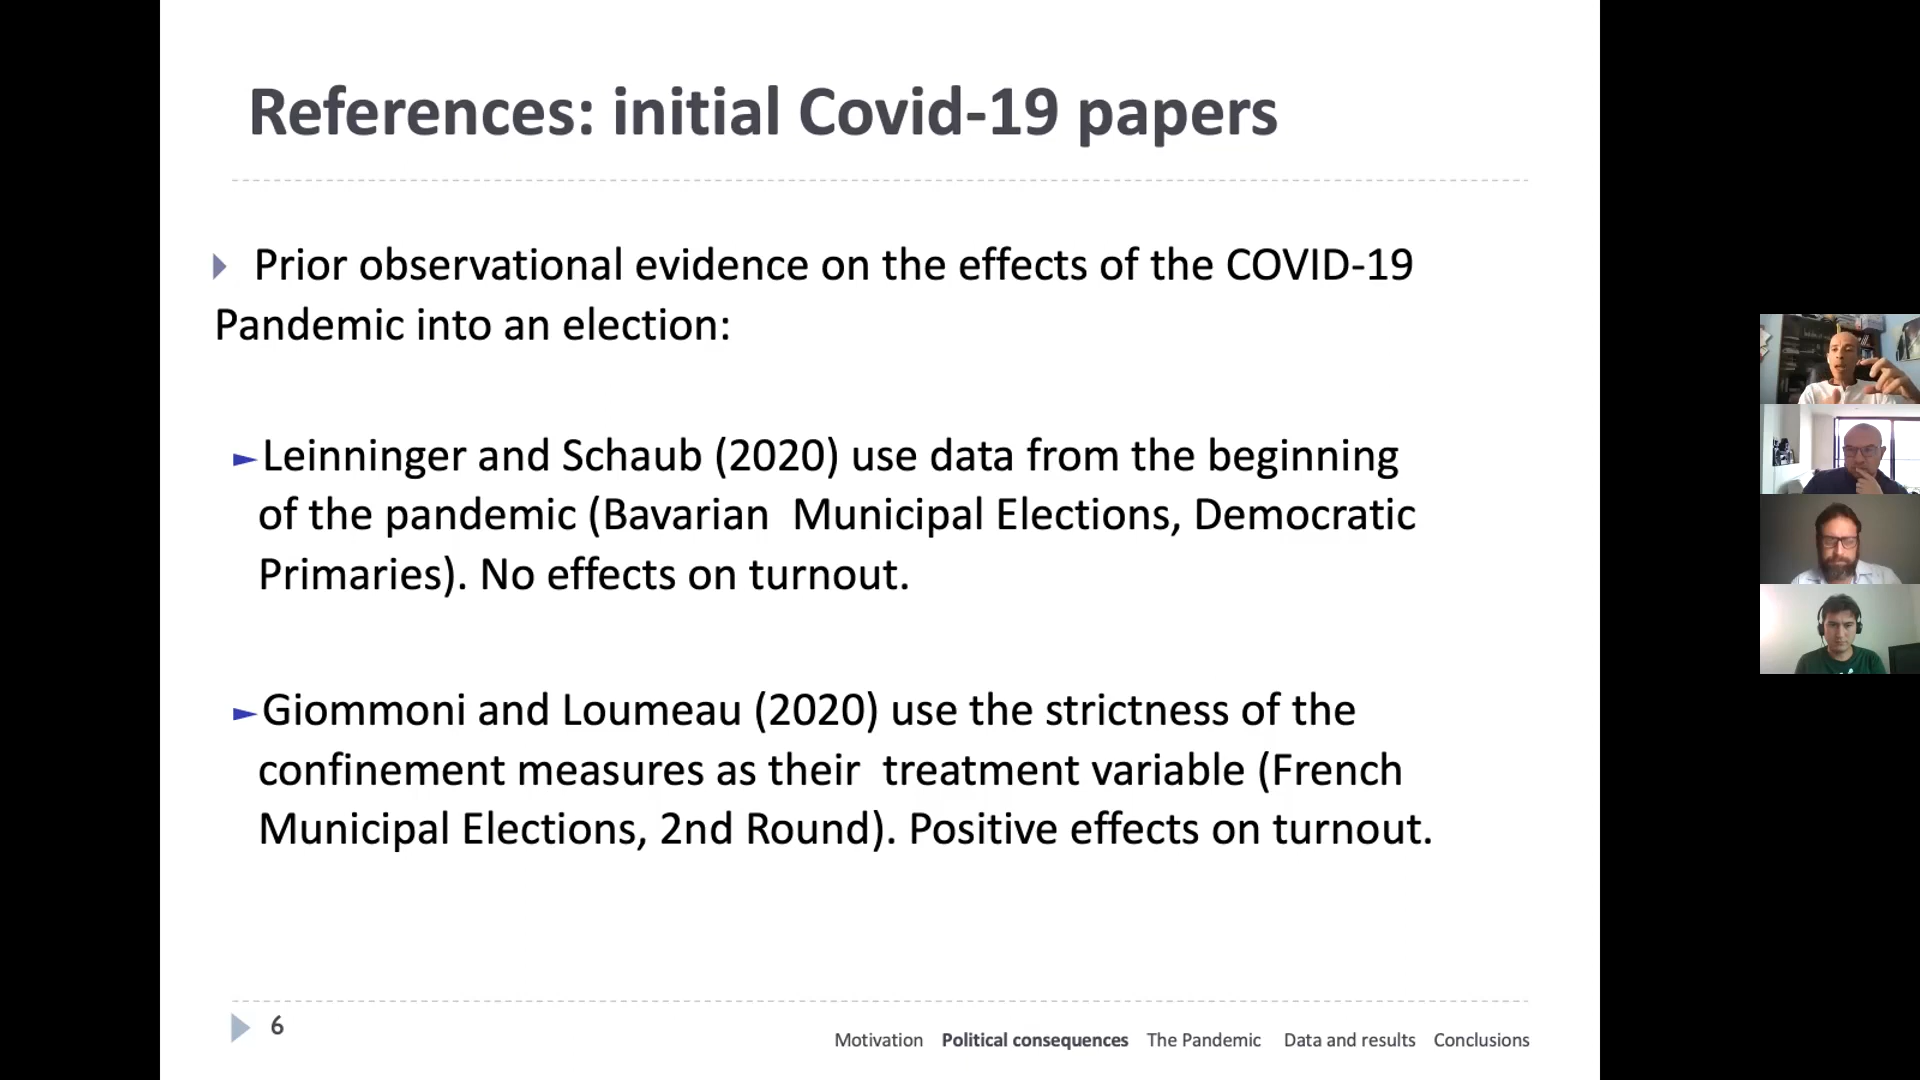 References: initial Covid-19 papers
Prior observational evidence on the effects of the COVID-19
Pandemic into an election:
Leinninger and Schaub (2020) use data from the beginning
of the pandemic (Bavarian Municipal Elections, Democratic
Primaries). No effects on turnout.
Giommoni and Loumeau (2020) use the strictness of the
confinement measures as their treatment variable (French
Municipal Elections, 2nd Round). Positive effects on turnout.
6
Motivation Political consequences The Pandemic Data and results Conclusions